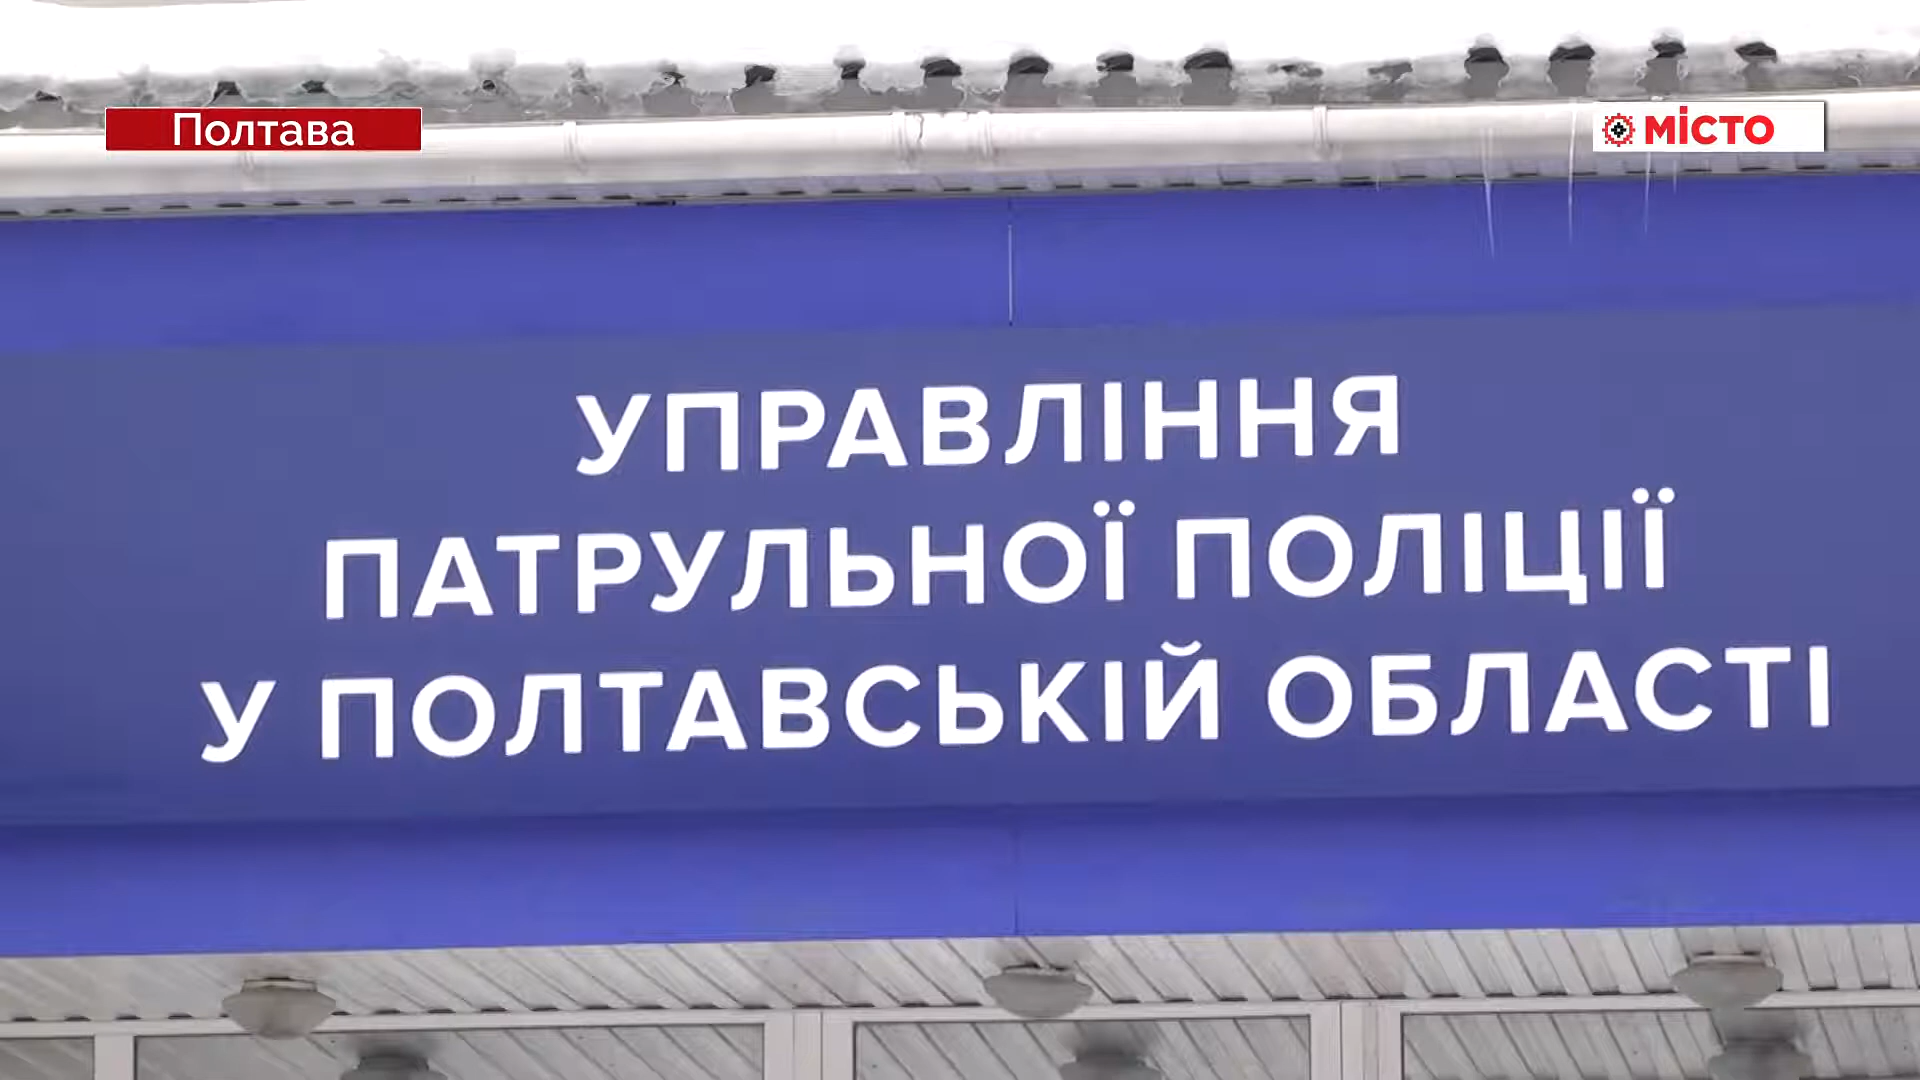 Полтава
МІСТО
УПРАВЛІННЯ
ПАТРУЛЬНОЇ ПОЛІЦІЇ
У ПОЛТАВСЬКІЙ ОБЛАСТІ